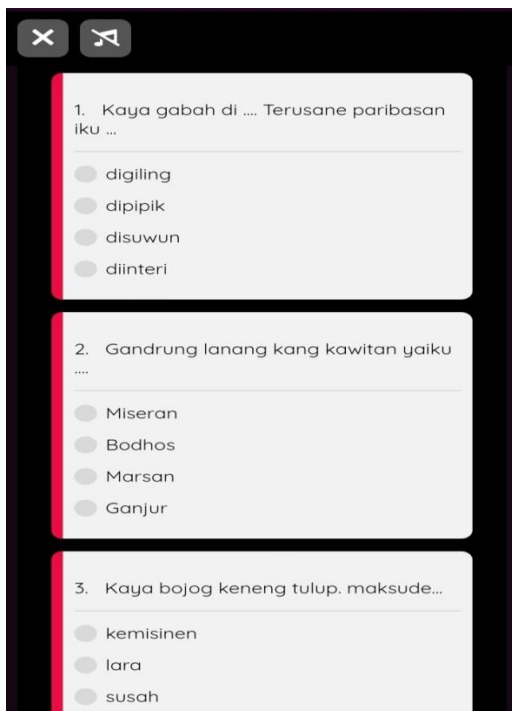 1. Kaya gabah di .... Terusane paribasan
iku ...
digiling
dipipik
disuwun
diinteri
2. Gandrung lanang kang kawitan yaiku
....
Miseran
Bodhos
Marsan
Ganjur
3. Kaya bojog keneng tulup. maksude...
kemisinen
lara
susah